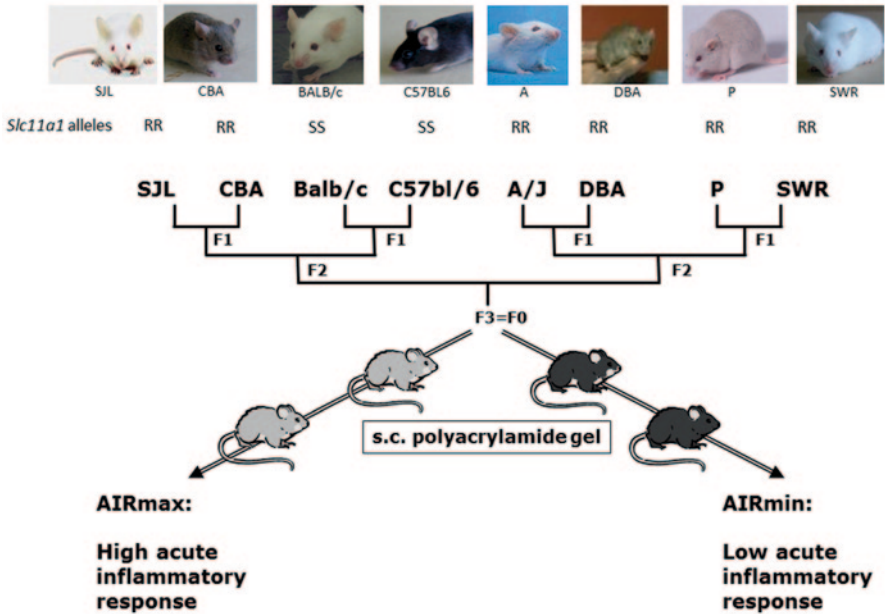 SJL CBA BALB/c C57BL6 A DBA P SWR
Slc11a1 alleles RR RR SS SS RR RR RR RR
SJL CBA Balb/c C57bl/6 A/J DBA P SWR
F1 F1 F1 F1
F2 F2
F3=F0
s.c. polyacrylamide gel
AIRmax:
High acute
inflammatory
response
AIRmin:
Low acute
inflammatory
response